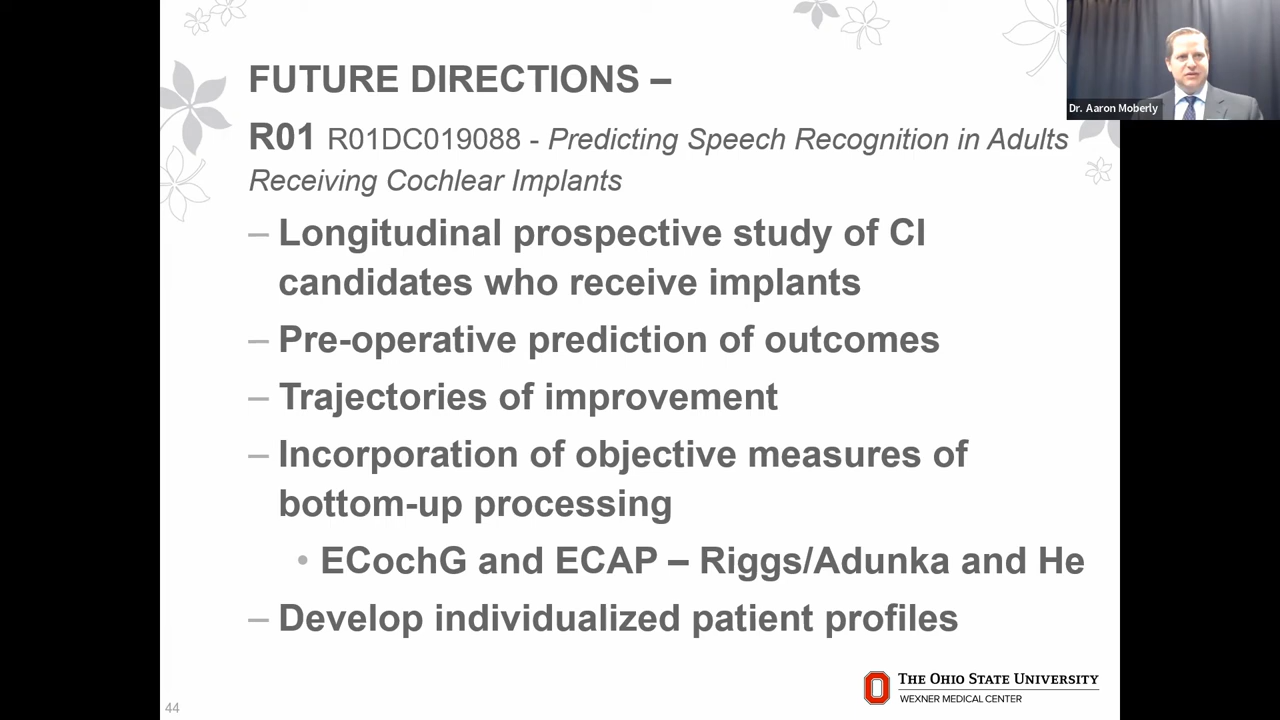 FUTURE DIRECTIONS –
R01 R01DC019088 - Predicting Speech Recognition in Adults
Receiving Cochlear Implants
– Longitudinal prospective study of CI
candidates who receive implants
– Pre-operative prediction of outcomes
– Trajectories of improvement
– Incorporation of objective measures of
bottom-up processing
• ECochG and ECAP – Riggs/Adunka and He
– Develop individualized patient profiles
Dr. Aaron Moberly
THE OHIO STATE UNIVERSITY
WEXNER MEDICAL CENTER
44